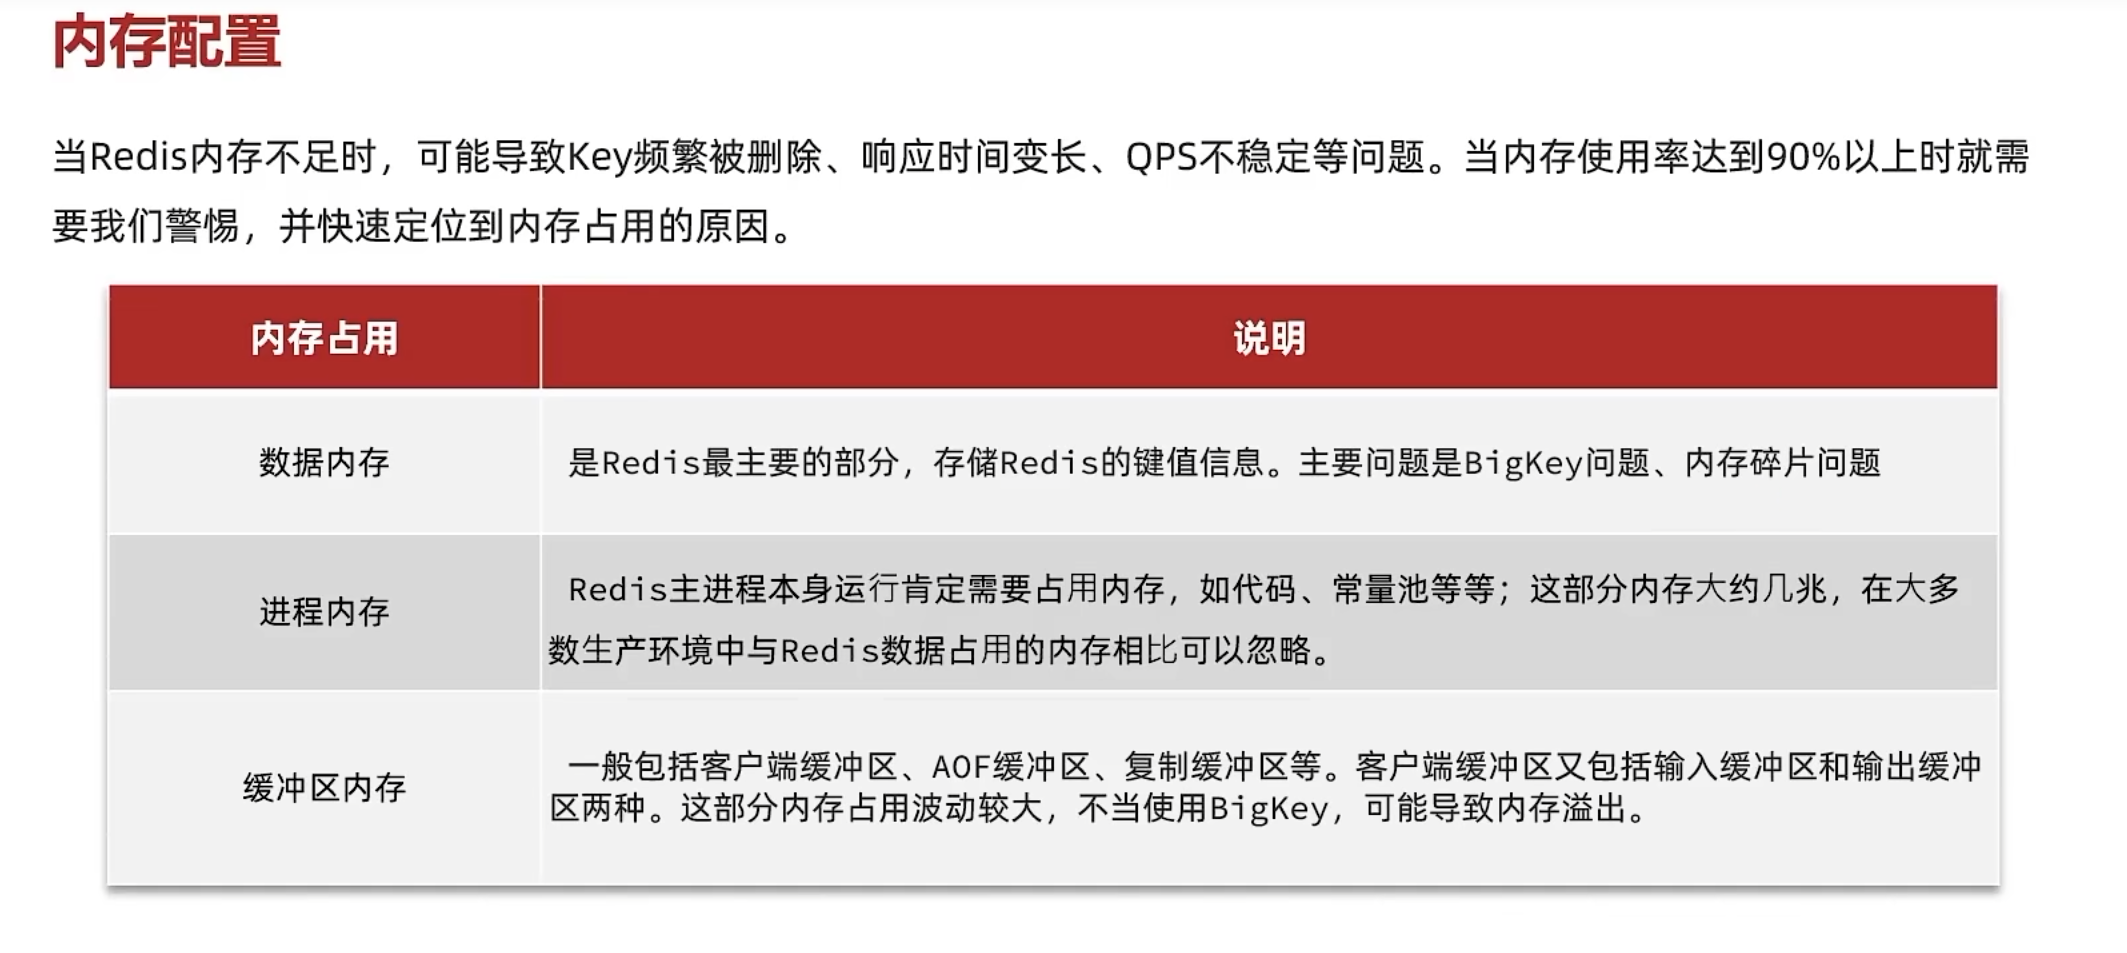 内存配置
当Redis内存不足时，可能导致Key频繁被删除、响应时间变长、QPS不稳定等问题。当内存使用率达到90%以上时就需
要我们警惕，并快速定位到内存占用的原因。
内存占用
说明
数据内存
是Redis最主要的部分，存储Redis的键值信息。主要问题是BigKey问题、内存碎片问题
进程内存
Redis主进程本身运行肯定需要占用内存，如代码、常量池等等；这部分内存大约几兆，在大多
数生产环境中与Redis数据占用的内存相比可以忽略。
缓冲区内存
一般包括客户端缓冲区、AOF缓冲区、复制缓冲区等。客户端缓冲区又包括输入缓冲区和输出缓冲
区两种。这部分内存占用波动较大，不当使用BigKey，可能导致内存溢出。